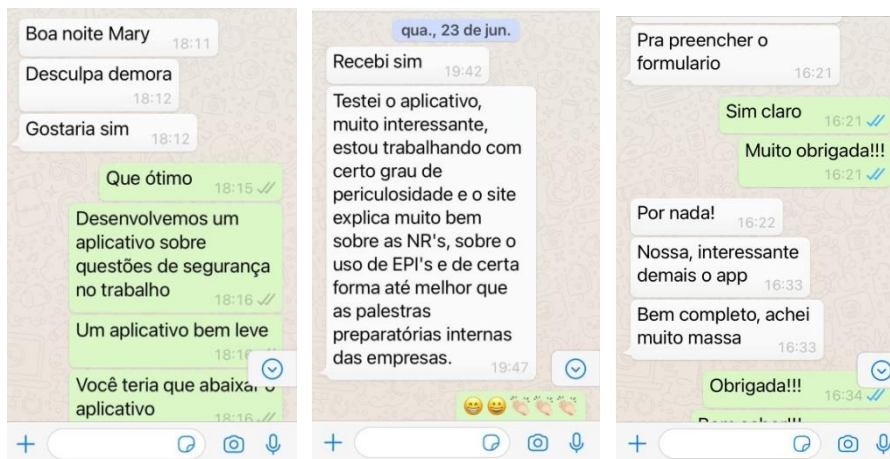 Boa noite Mary
18:11
Desculpa demora
18:12
Gostaria sim
18:12
Que ótimo
18:15
Desenvolvemos um
aplicativo sobre
questões de segurança
no trabalho
18:16
Um aplicativo bem leve
Você teria que abaixar o
aplicativo
18:16
qua., 23 de jun.
Recebi sim
19:42
Testei o aplicativo,
muito interessante,
estou trabalhando com
certo grau de
periculosidade e o site
explica muito bem
sobre as NR's, sobre o
uso de EPI's e de certa
forma até melhor que
as palestras
preparatórias internas
das empresas.
19:47
😄😄👏🏻👏🏻👏🏻
Pra preencher o
formulario
16:21
Sim claro
16:21
Muito obrigada!!!
16:21
Por nada!
16:22
Nossa, interessante
demais o app
16:33
Bem completo, achei
muito massa
16:33
Obrigada!!!
16:34